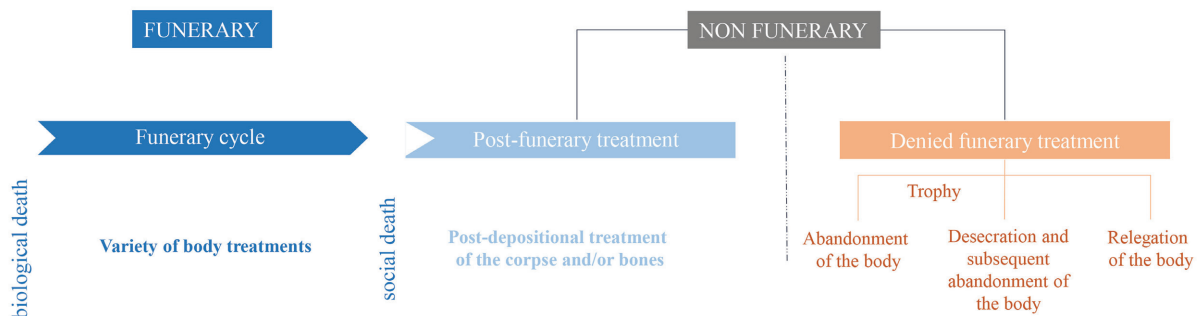 FUNERARY
NON FUNERARY
Funerary cycle
Post-funerary treatment
Denied funerary treatment
biological death
Variety of body treatments
social death
Post-depositional treatment
of the corpse and/or bones
Trophy
Abandonment
of the body
Desecration and
subsequent
abandonment of
the body
Relegation
of the body